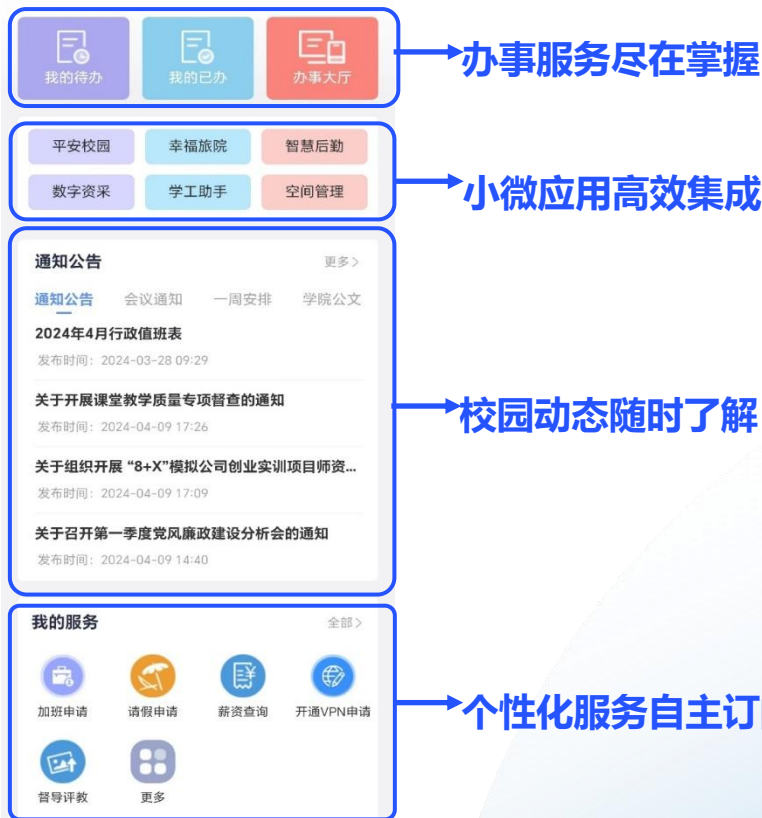 我的待办 我的已办 办事大厅
办事服务尽在掌握
平安校园 幸福旅院 智慧后勤
数字资采 学工助手 空间管理
小微应用高效集成
通知公告 更多>
通知公告 会议通知 一周安排 学院公文
2024年4月行政值班表
发布时间：2024-03-28 09:29
关于开展课堂教学质量专项督查的通知
发布时间：2024-04-09 17:26
校园动态随时了解
关于组织开展 “8+X”模拟公司创业实训项目师资...
发布时间：2024-04-09 17:09
关于召开第一季度党风廉政建设分析会的通知
发布时间：2024-04-09 14:40
我的服务 全部>
加班申请 请假申请 薪资查询 开通VPN申请
个性化服务自主订
督导评教 更多